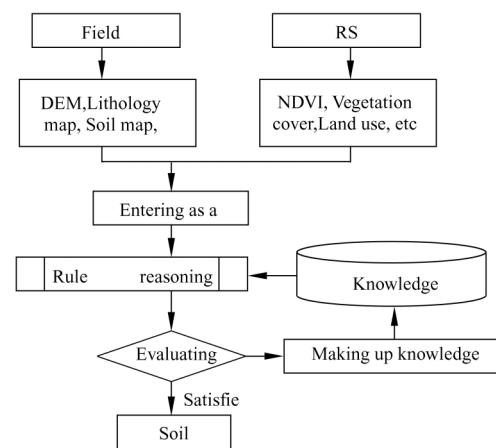 Field
RS
DEM,Lithology
map, Soil map,
NDVI, Vegetation
cover,Land use, etc
Entering as a
Rule reasoning
Knowledge
Evaluating
Making up knowledge
Satisfie
Soil